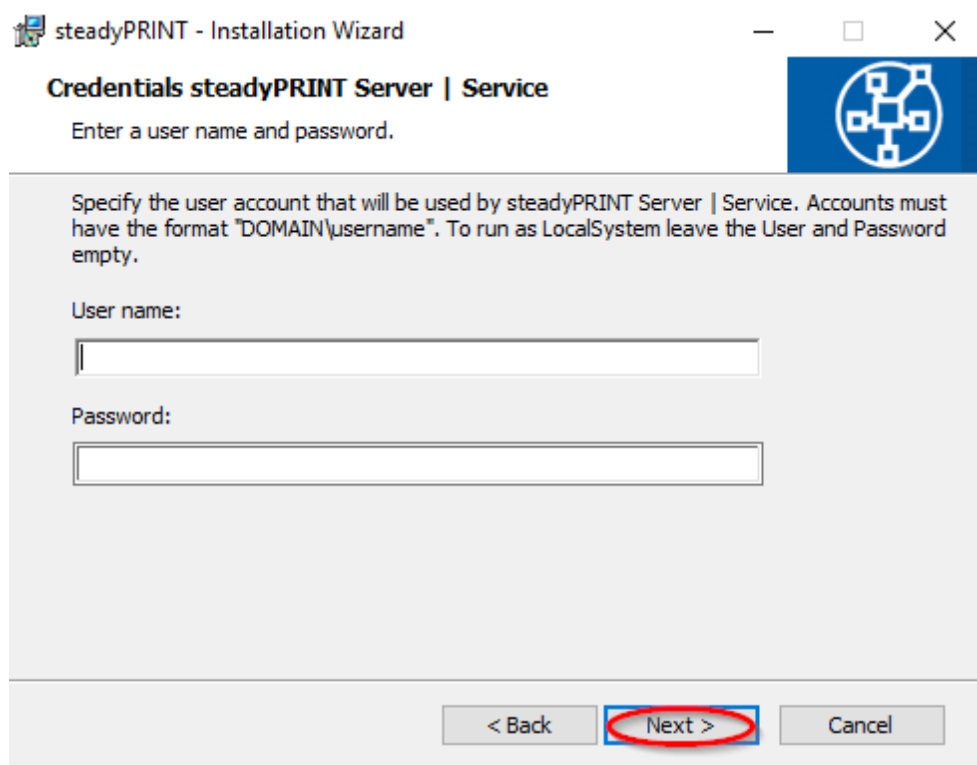 steadyPRINT - Installation Wizard
Credentials steadyPRINT Server | Service
Enter a user name and password.
Specify the user account that will be used by steadyPRINT Server | Service. Accounts must
have the format "DOMAIN\username". To run as LocalSystem leave the User and Password
empty.
User name:
Password:
< Back
Next >
Cancel